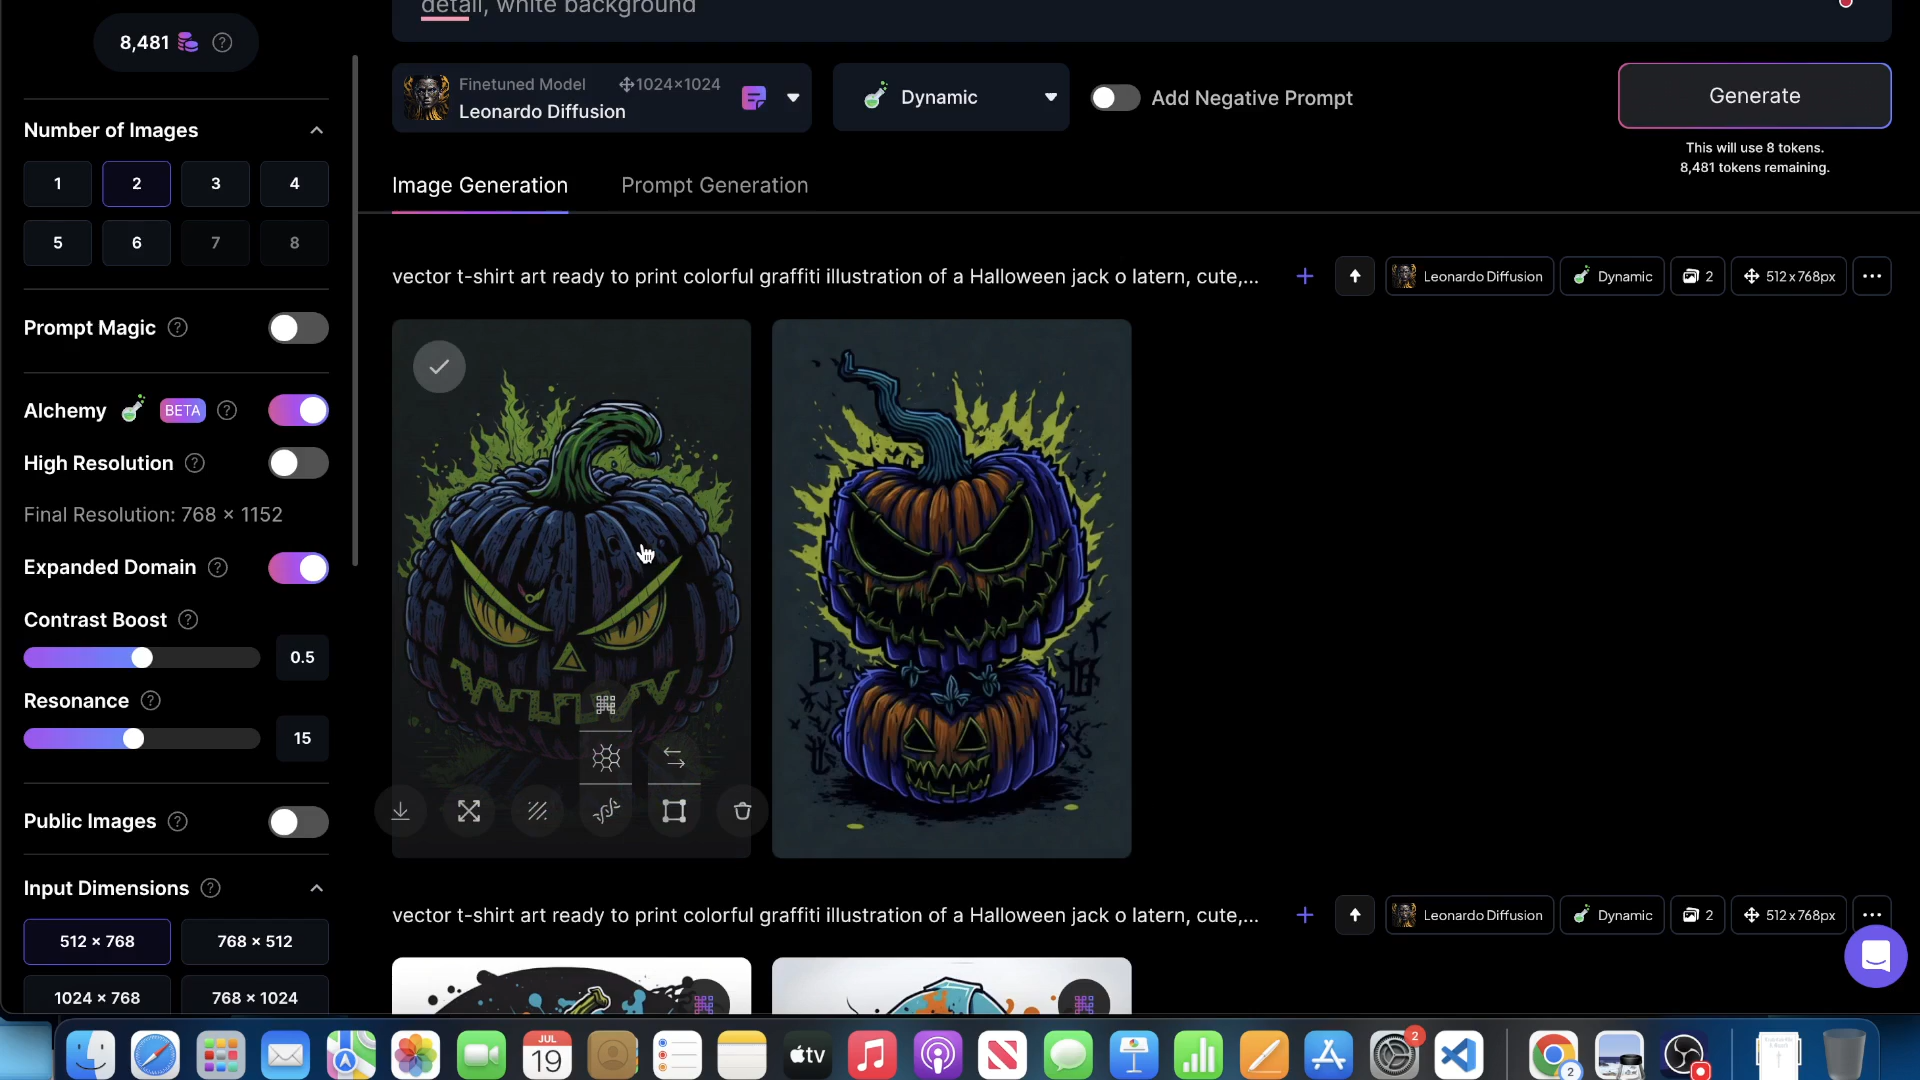 detail, white background
8,481
Finetuned Model 1024×1024
Leonardo Diffusion
Dynamic
Add Negative Prompt
Generate
This will use 8 tokens.
8,481 tokens remaining.
Number of Images
1 2 3 4
5 6 7 8
Image Generation
Prompt Generation
vector t-shirt art ready to print colorful graffiti illustration of a Halloween jack o latern, cute,...
Leonardo Diffusion
Dynamic
2
512 x 768px
Prompt Magic
Alchemy BETA
High Resolution
Final Resolution: 768 × 1152
Expanded Domain
Contrast Boost
0.5
Resonance
15
Public Images
Input Dimensions
512 × 768
768 × 512
1024 × 768
768 × 1024
vector t-shirt art ready to print colorful graffiti illustration of a Halloween jack o latern, cute,...
Leonardo Diffusion
Dynamic
2
512 x 768px
JUL
19
tv
2
2